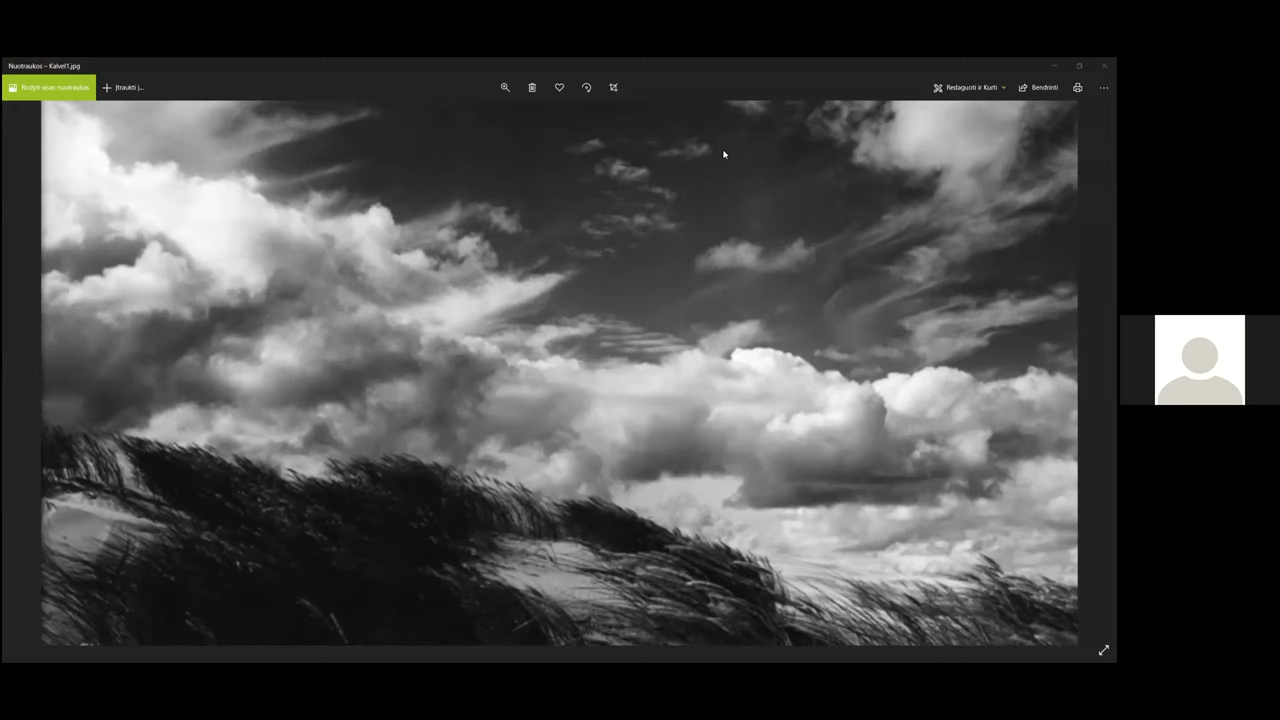 Nuotraukos – Kalvel1.jpg
Rodyti visas nuotraukas
Įtraukti į...
Redaguoti ir Kurti
Bendrinti